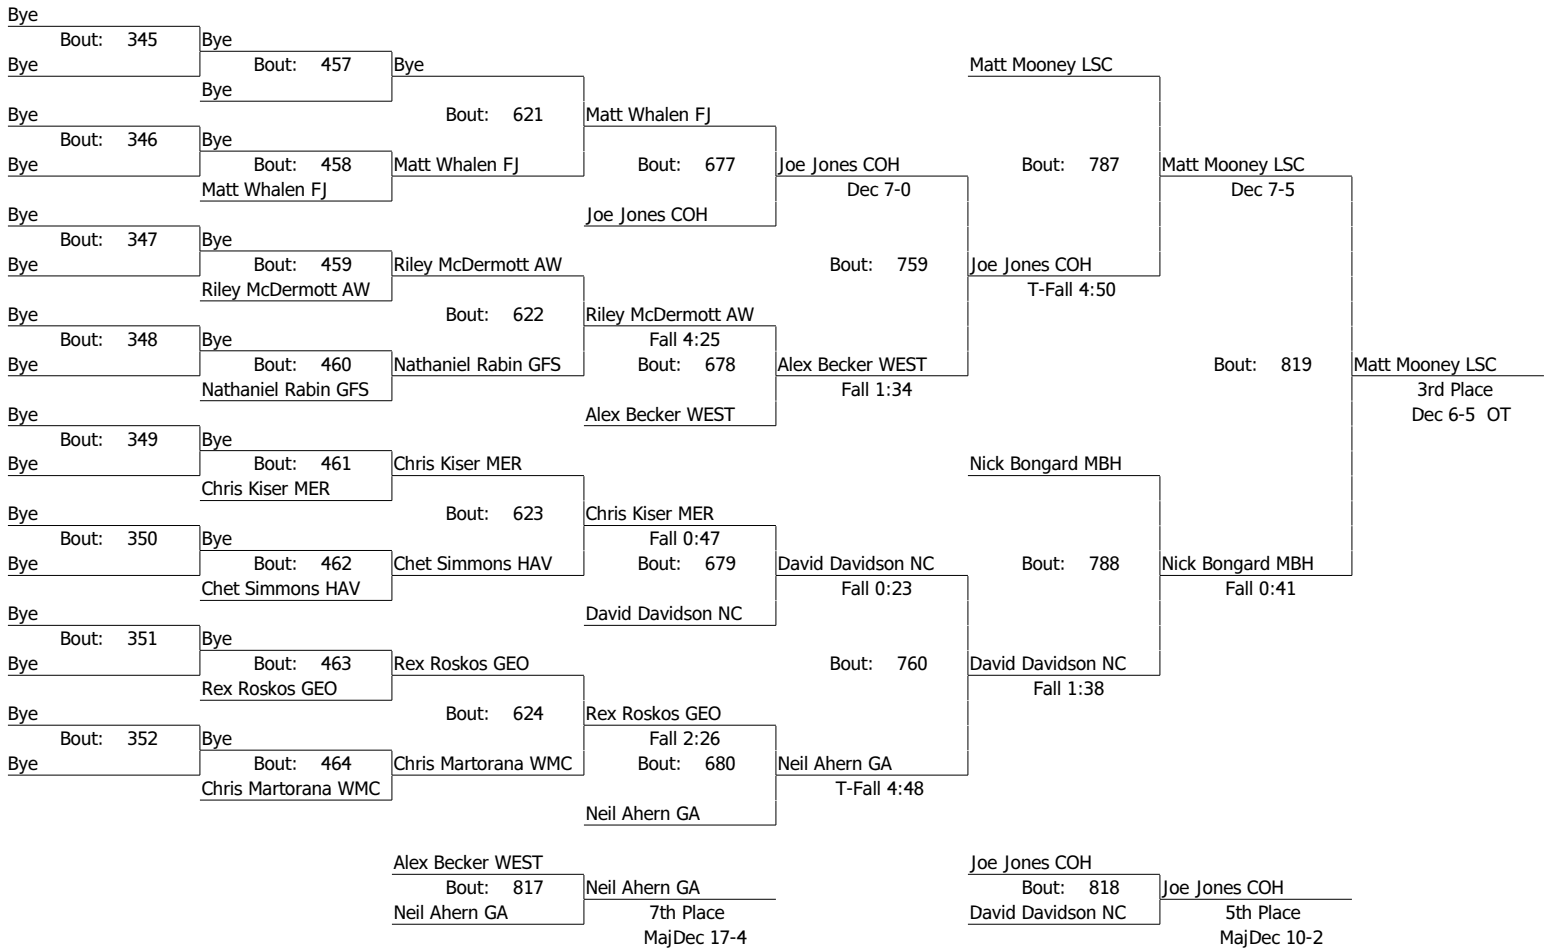 Bye
Bout: 345 Bye
Bye Bout: 457 Bye Matt Mooney LSC
Bye
Bye Bout: 621 Matt Whalen FJ
Bout: 346 Bye
Bye Bout: 458 Matt Whalen FJ Bout: 677 Joe Jones COH Bout: 787 Matt Mooney LSC
Matt Whalen FJ Dec 7-0 Dec 7-5
Bye Joe Jones COH
Bout: 347 Bye
Bye Bout: 459 Riley McDermott AW Bout: 759 Joe Jones COH
Riley McDermott AW T-Fall 4:50
Bye Bout: 622 Riley McDermott AW
Bout: 348 Bye Fall 4:25
Bye Bout: 460 Nathaniel Rabin GFS Bout: 678 Alex Becker WEST Bout: 819 Matt Mooney LSC
Nathaniel Rabin GFS Fall 1:34 3rd Place
Bye Alex Becker WEST Dec 6-5 OT
Bout: 349 Bye
Bye Bout: 461 Chris Kiser MER Nick Bongard MBH
Chris Kiser MER
Bye Bout: 623 Chris Kiser MER
Bout: 350 Bye Fall 0:47
Bye Bout: 462 Chet Simmons HAV Bout: 679 David Davidson NC Bout: 788 Nick Bongard MBH
Chet Simmons HAV Fall 0:23 Fall 0:41
Bye David Davidson NC
Bout: 351 Bye
Bye Bout: 463 Rex Roskos GEO Bout: 760 David Davidson NC
Rex Roskos GEO Fall 1:38
Bye Bout: 624 Rex Roskos GEO
Bout: 352 Bye Fall 2:26
Bye Bout: 464 Chris Martorana WMC Bout: 680 Neil Ahern GA
Chris Martorana WMC T-Fall 4:48
Neil Ahern GA
Alex Becker WEST Joe Jones COH
Bout: 817 Neil Ahern GA Bout: 818 Joe Jones COH
Neil Ahern GA 7th Place David Davidson NC 5th Place
MajDec 17-4 MajDec 10-2